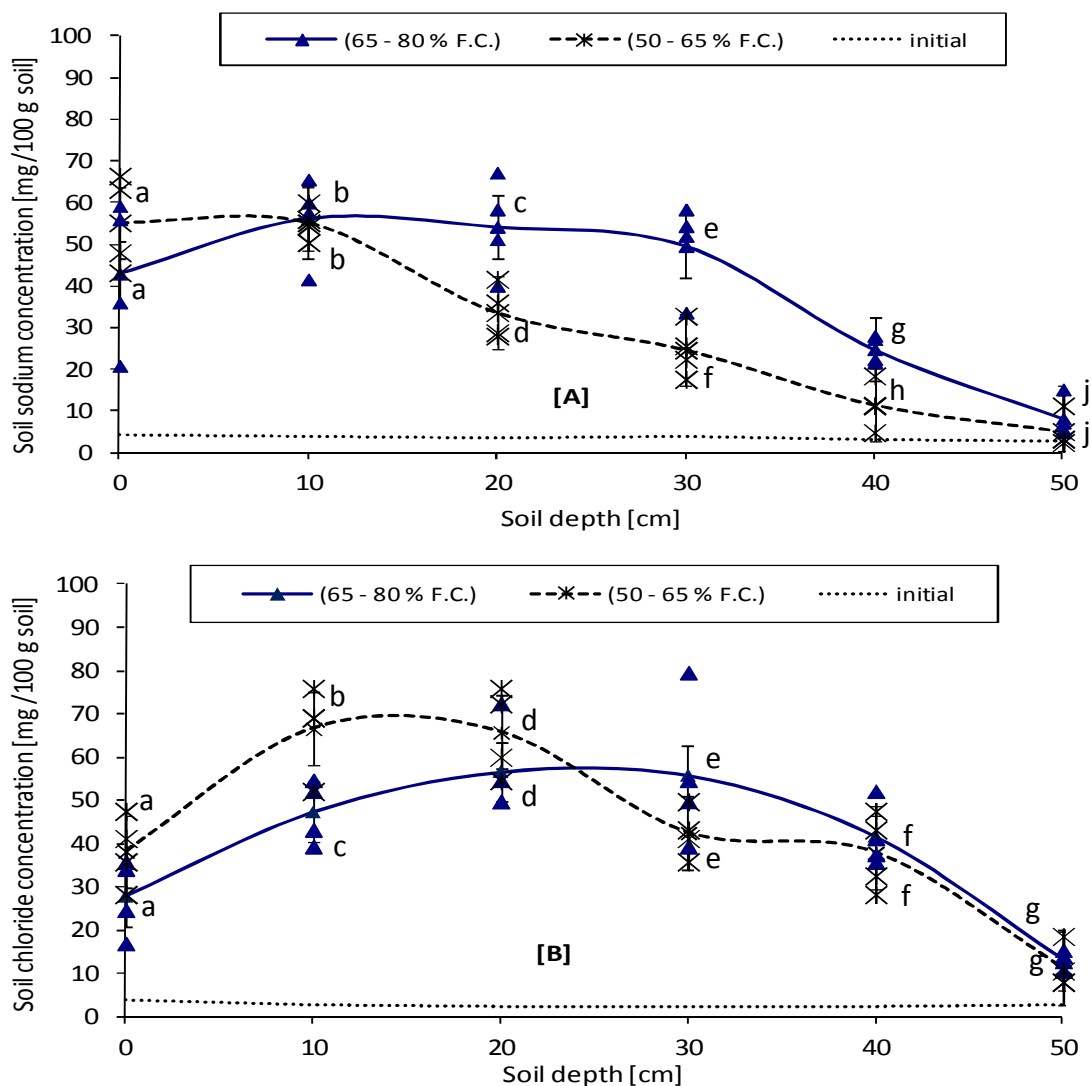 (65 - 80 % F.C.) (50 - 65 % F.C.) initial
Soil sodium concentration [mg/100 g soil]
100
90
80
70
60
50
40
30
20
10
0
a
b
c
e
g
j
a
b
d
f
h
j
[A]
0 10 20 30 40 50
Soil depth [cm]
(65 - 80 % F.C.) (50 - 65 % F.C.) initial
Soil chloride concentration [mg/100 g soil]
100
90
80
70
60
50
40
30
20
10
0
a
b
d
e
f
g
a
c
d
e
f
g
[B]
0 10 20 30 40 50
Soil depth [cm]